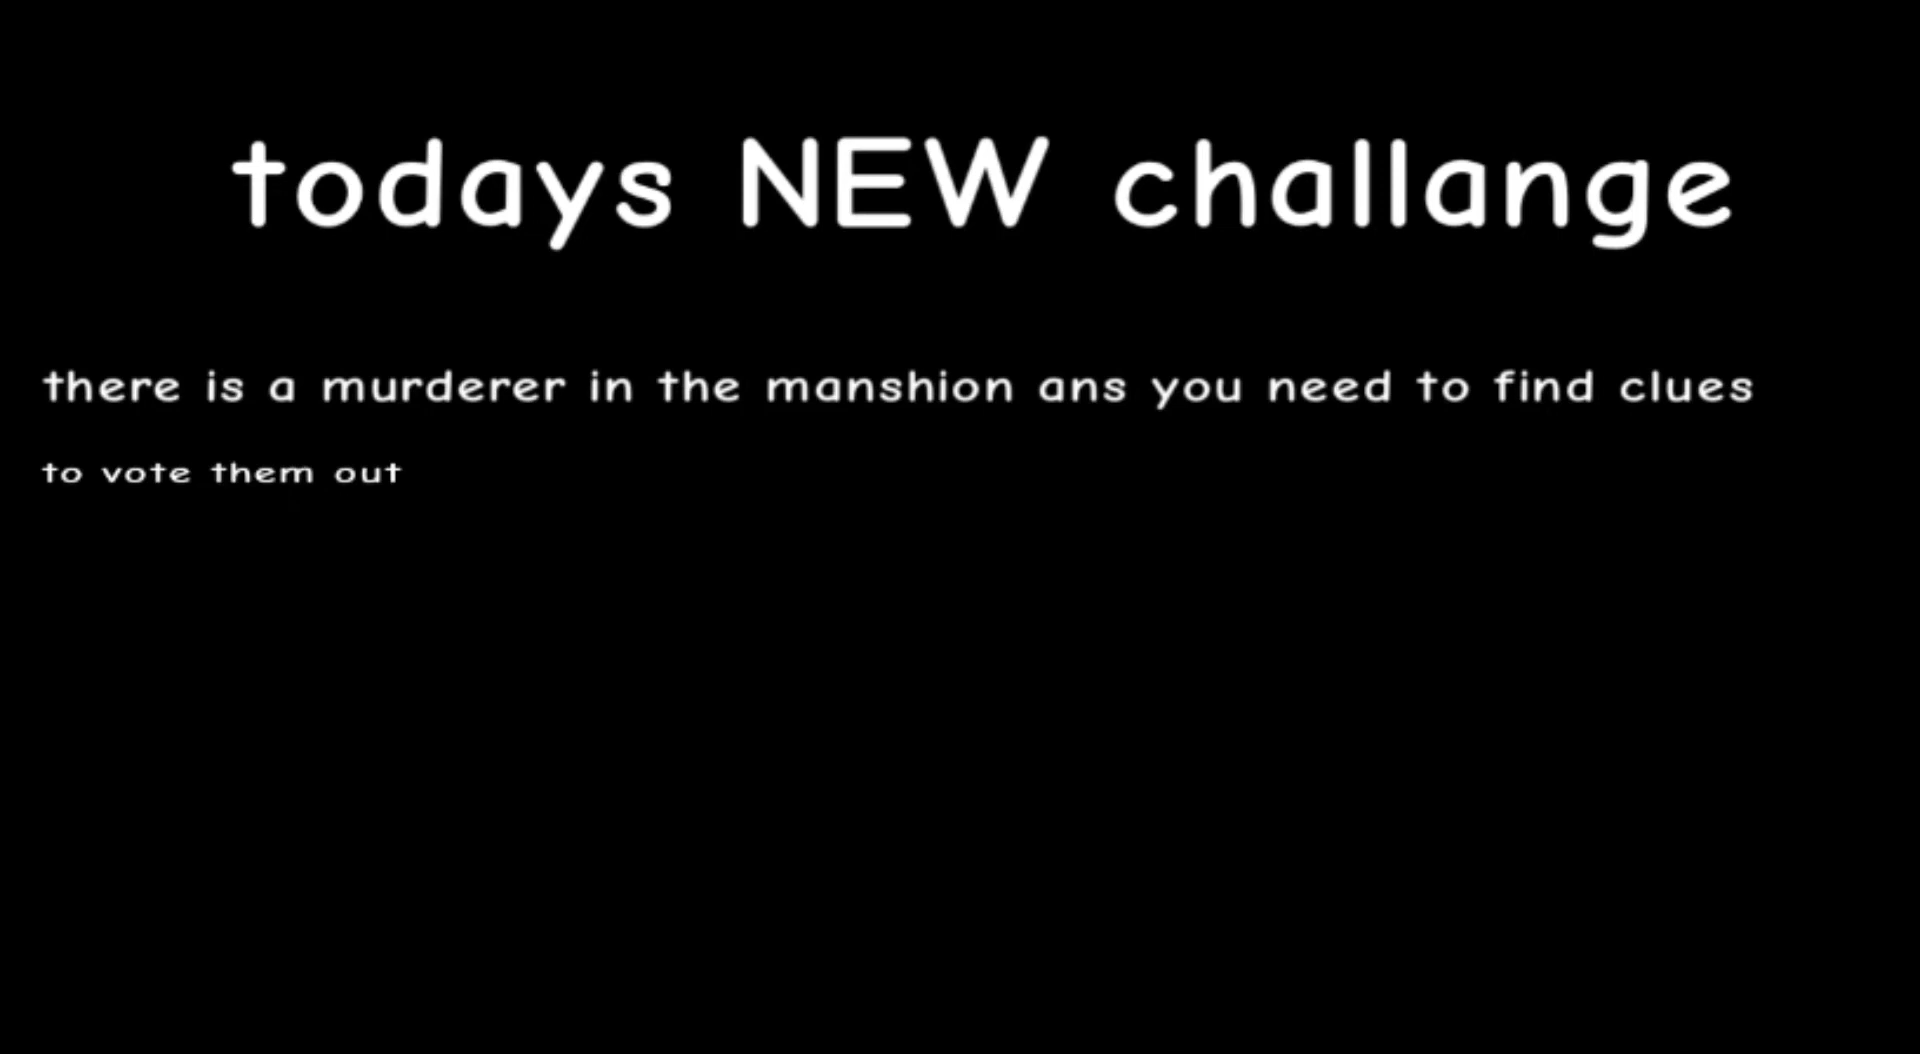 todays NEW challange
there is a murderer in the manshion ans you need to find clues
to vote them out